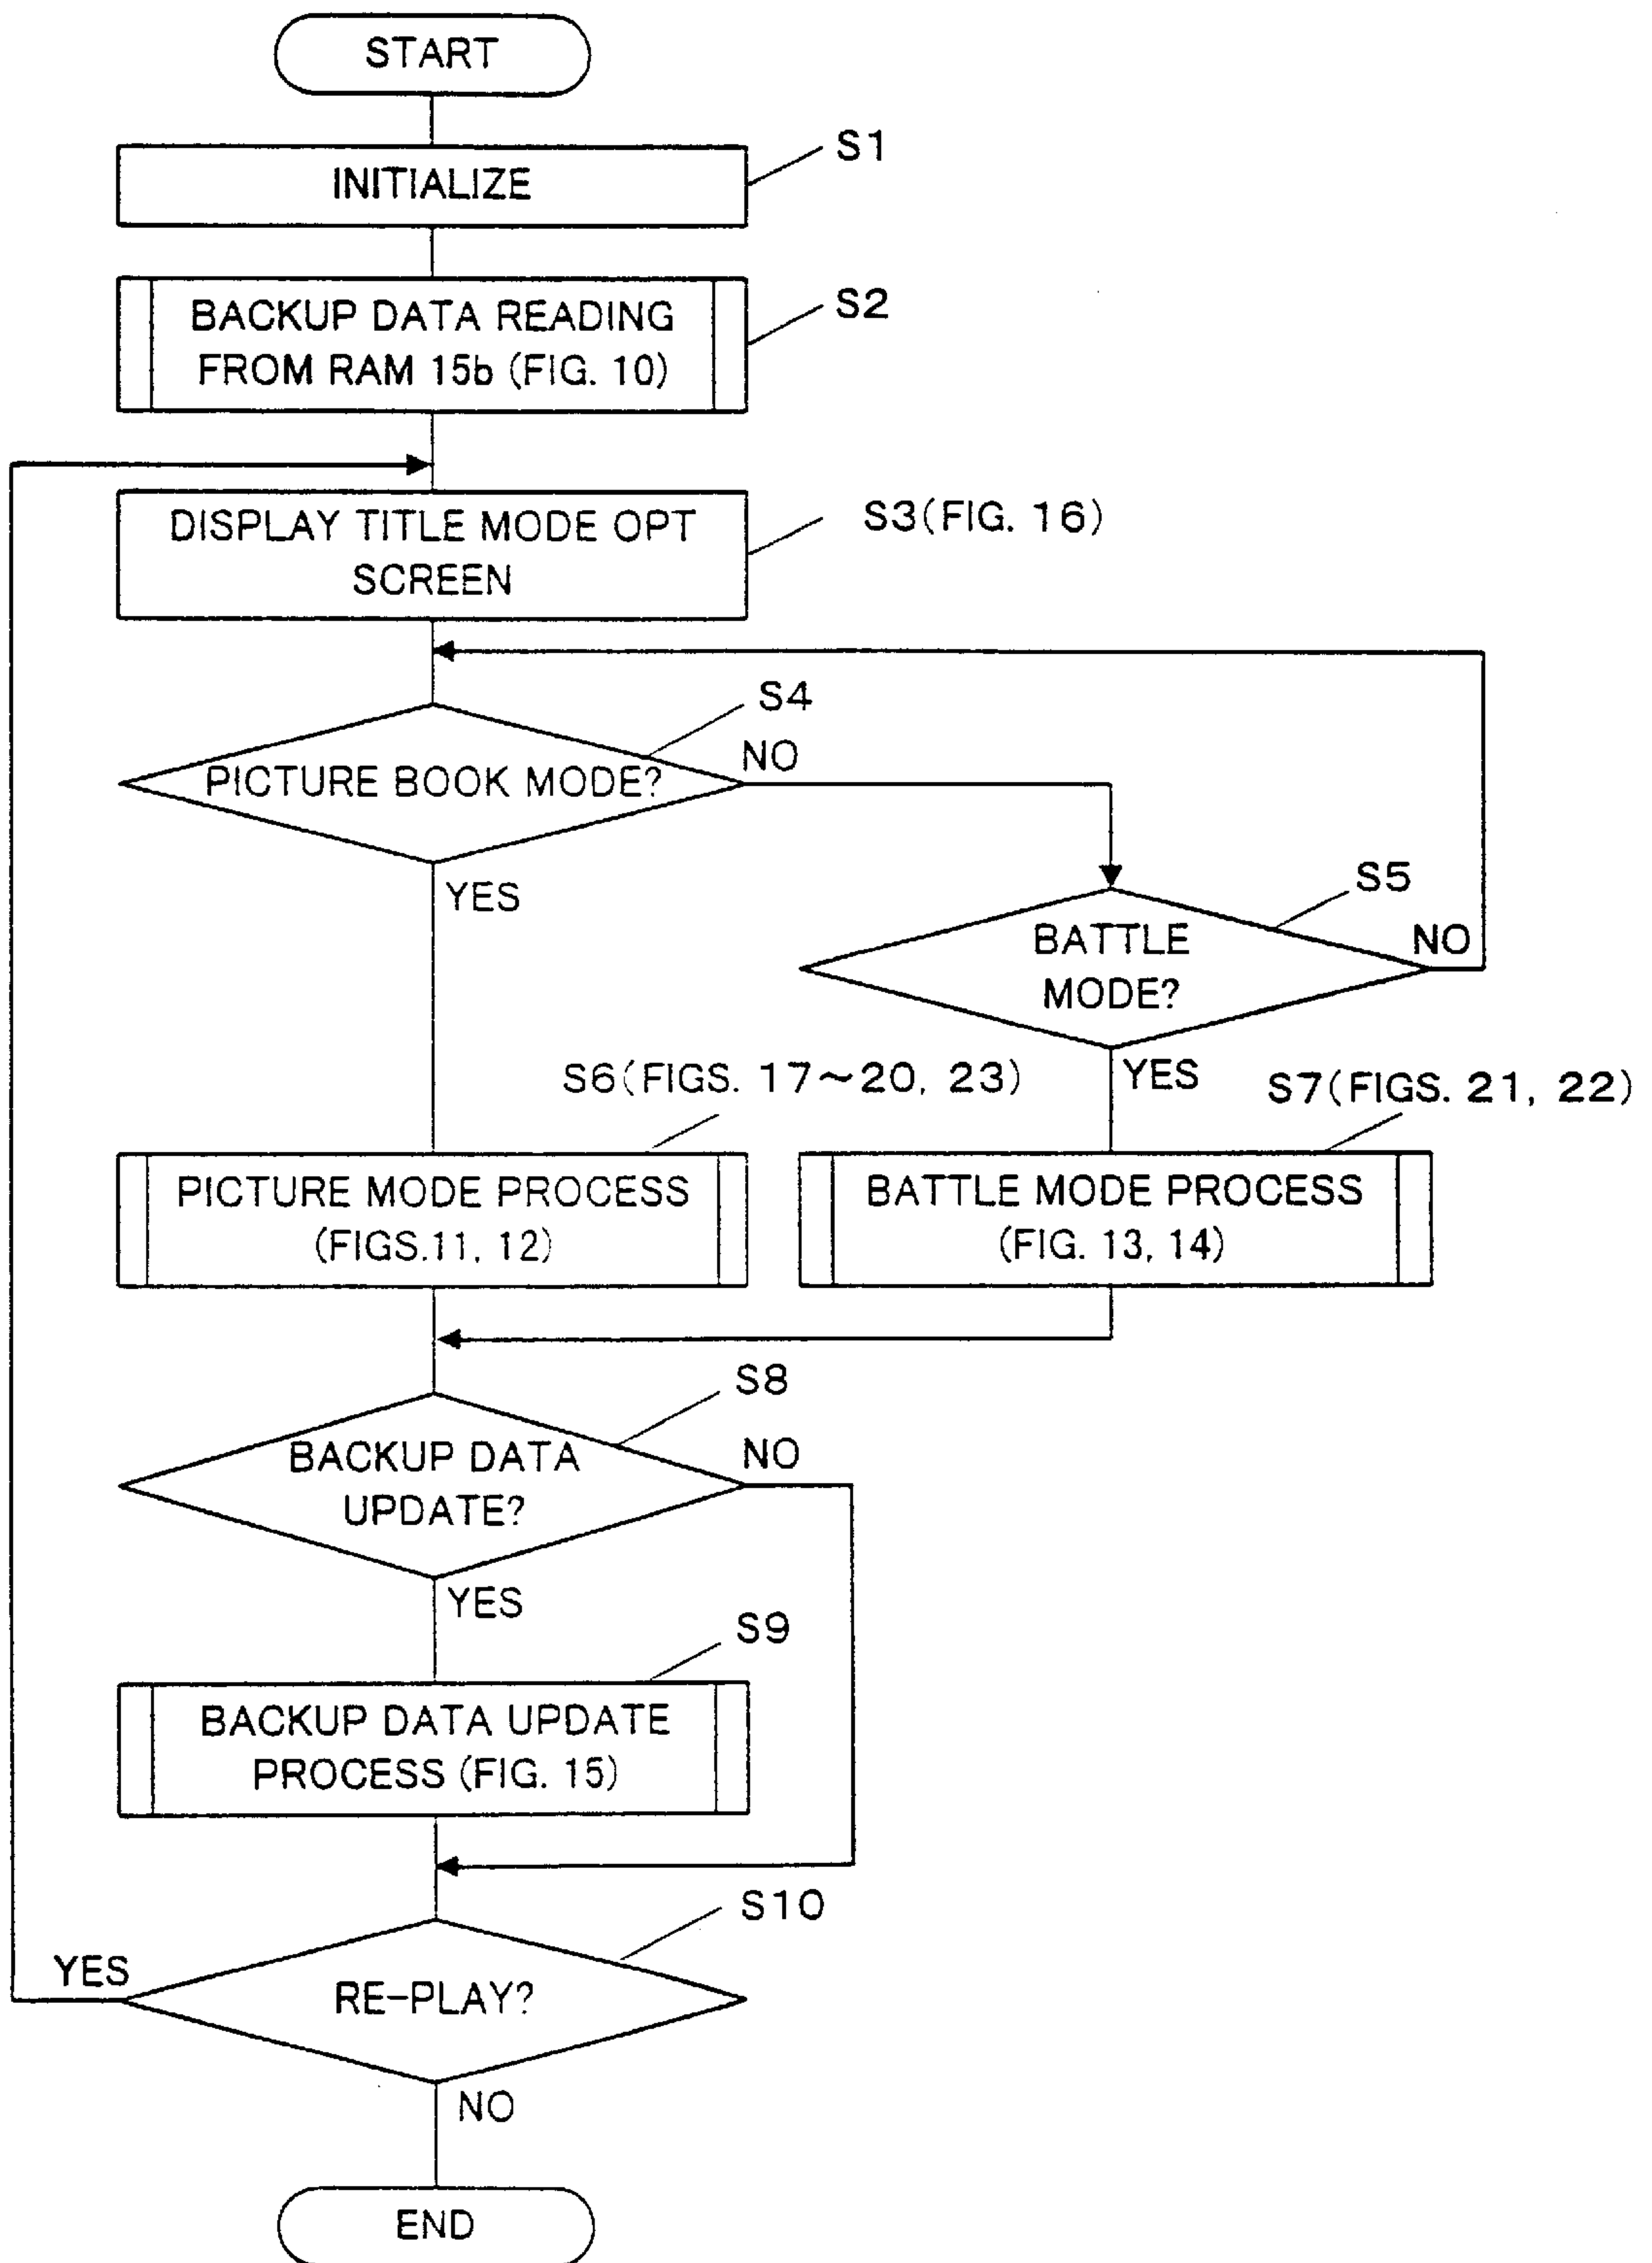 START
INITIALIZE
S1
BACKUP DATA READING
FROM RAM 15b (FIG. 10)
S2
DISPLAY TITLE MODE OPT
SCREEN
S3(FIG. 16)
S4
PICTURE BOOK MODE?
NO
YES
S5
BATTLE
MODE?
NO
YES
S6(FIGS. 17~20, 23)
S7(FIGS. 21, 22)
PICTURE MODE PROCESS
(FIGS.11, 12)
BATTLE MODE PROCESS
(FIG. 13, 14)
S8
BACKUP DATA
UPDATE?
NO
YES
S9
BACKUP DATA UPDATE
PROCESS (FIG. 15)
S10
YES
RE-PLAY?
NO
END